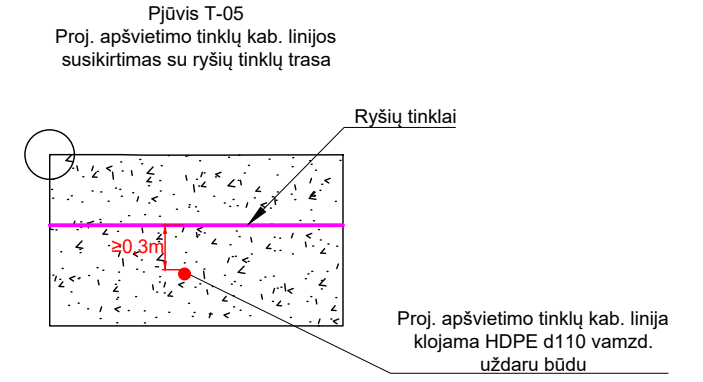 Pjūvis T-05
Proj. apšvietimo tinklų kab. linijos
susikirtimas su ryšių tinklų trasa
Ryšių tinklai
≥0,3m
Proj. apšvietimo tinklų kab. linija
klojama HDPE d110 vamzd.
uždaru būdu